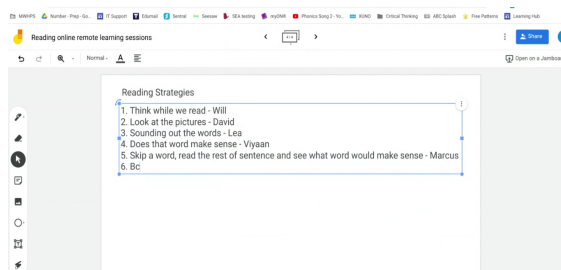 MWHPS Number - Prep - Go... IT Support Edumail Sentral Seesaw SEA testing myON® Phonics Song 2 - Yo... XUNO Critical Thinking ABC Splash Free Patterns Learning Hub
Reading online remote learning sessions
Share
Normal
A
Open on a Jamboar
Reading Strategies
1. Think while we read - Will
2. Look at the pictures - David
3. Sounding out the words - Lea
4. Does that word make sense - Viyaan
5. Skip a word, read the rest of sentence and see what word would make sense - Marcus
6. Bc